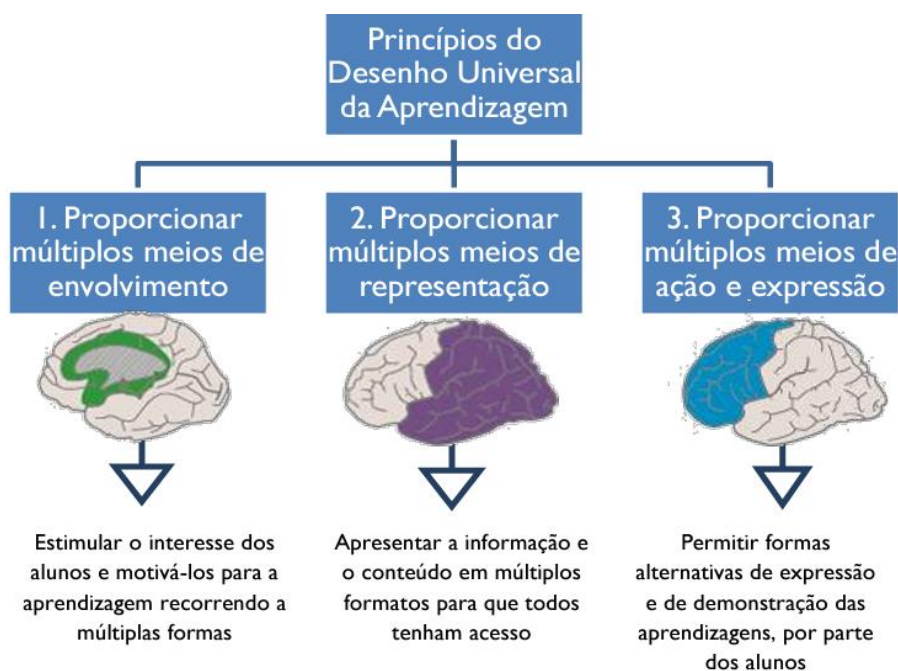 Princípios do
Desenho Universal
da Aprendizagem
1. Proporcionar
múltiplos meios de
envolvimento
2. Proporcionar
múltiplos meios de
representação
3. Proporcionar
múltiplos meios de
ação e expressão
Estimular o interesse dos
alunos e motivá-los para a
aprendizagem recorrendo a
múltiplas formas
Apresentar a informação e
o conteúdo em múltiplos
formatos para que todos
tenham acesso
Permitir formas
alternativas de expressão
e de demonstração das
aprendizagens, por parte
dos alunos